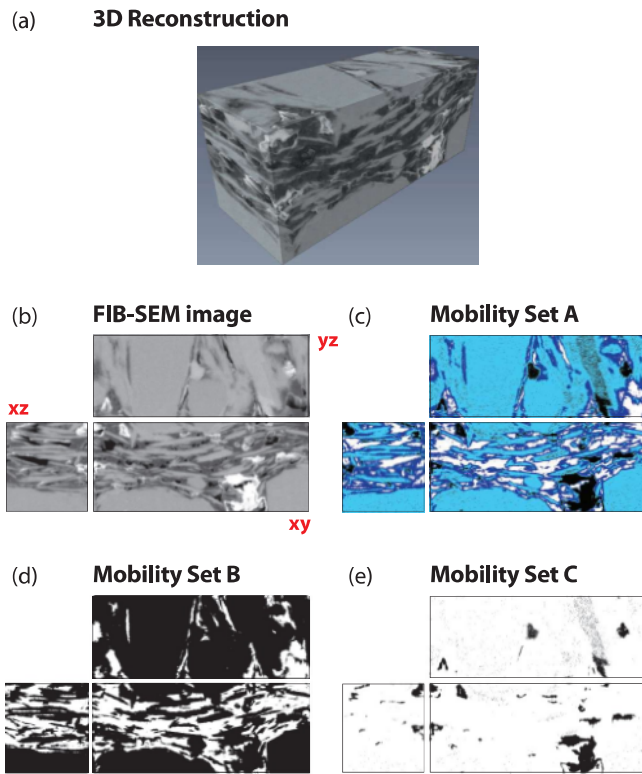 (a) 3D Reconstruction
(b) FIB-SEM image
(c) Mobility Set A
yz
xz
xy
(d) Mobility Set B
(e) Mobility Set C